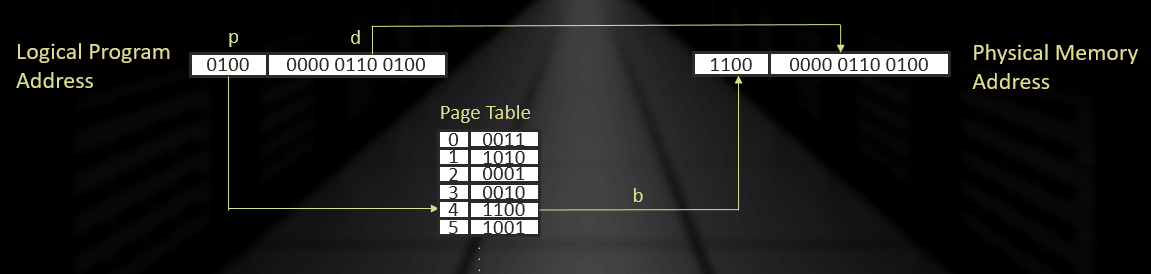 p
d
Logical Program
Address
0100 0000 0110 0100
1100 0000 0110 0100
Physical Memory
Address
Page Table
0 0011
1 1010
2 0001
3 0010
4 1100
5 1001
b